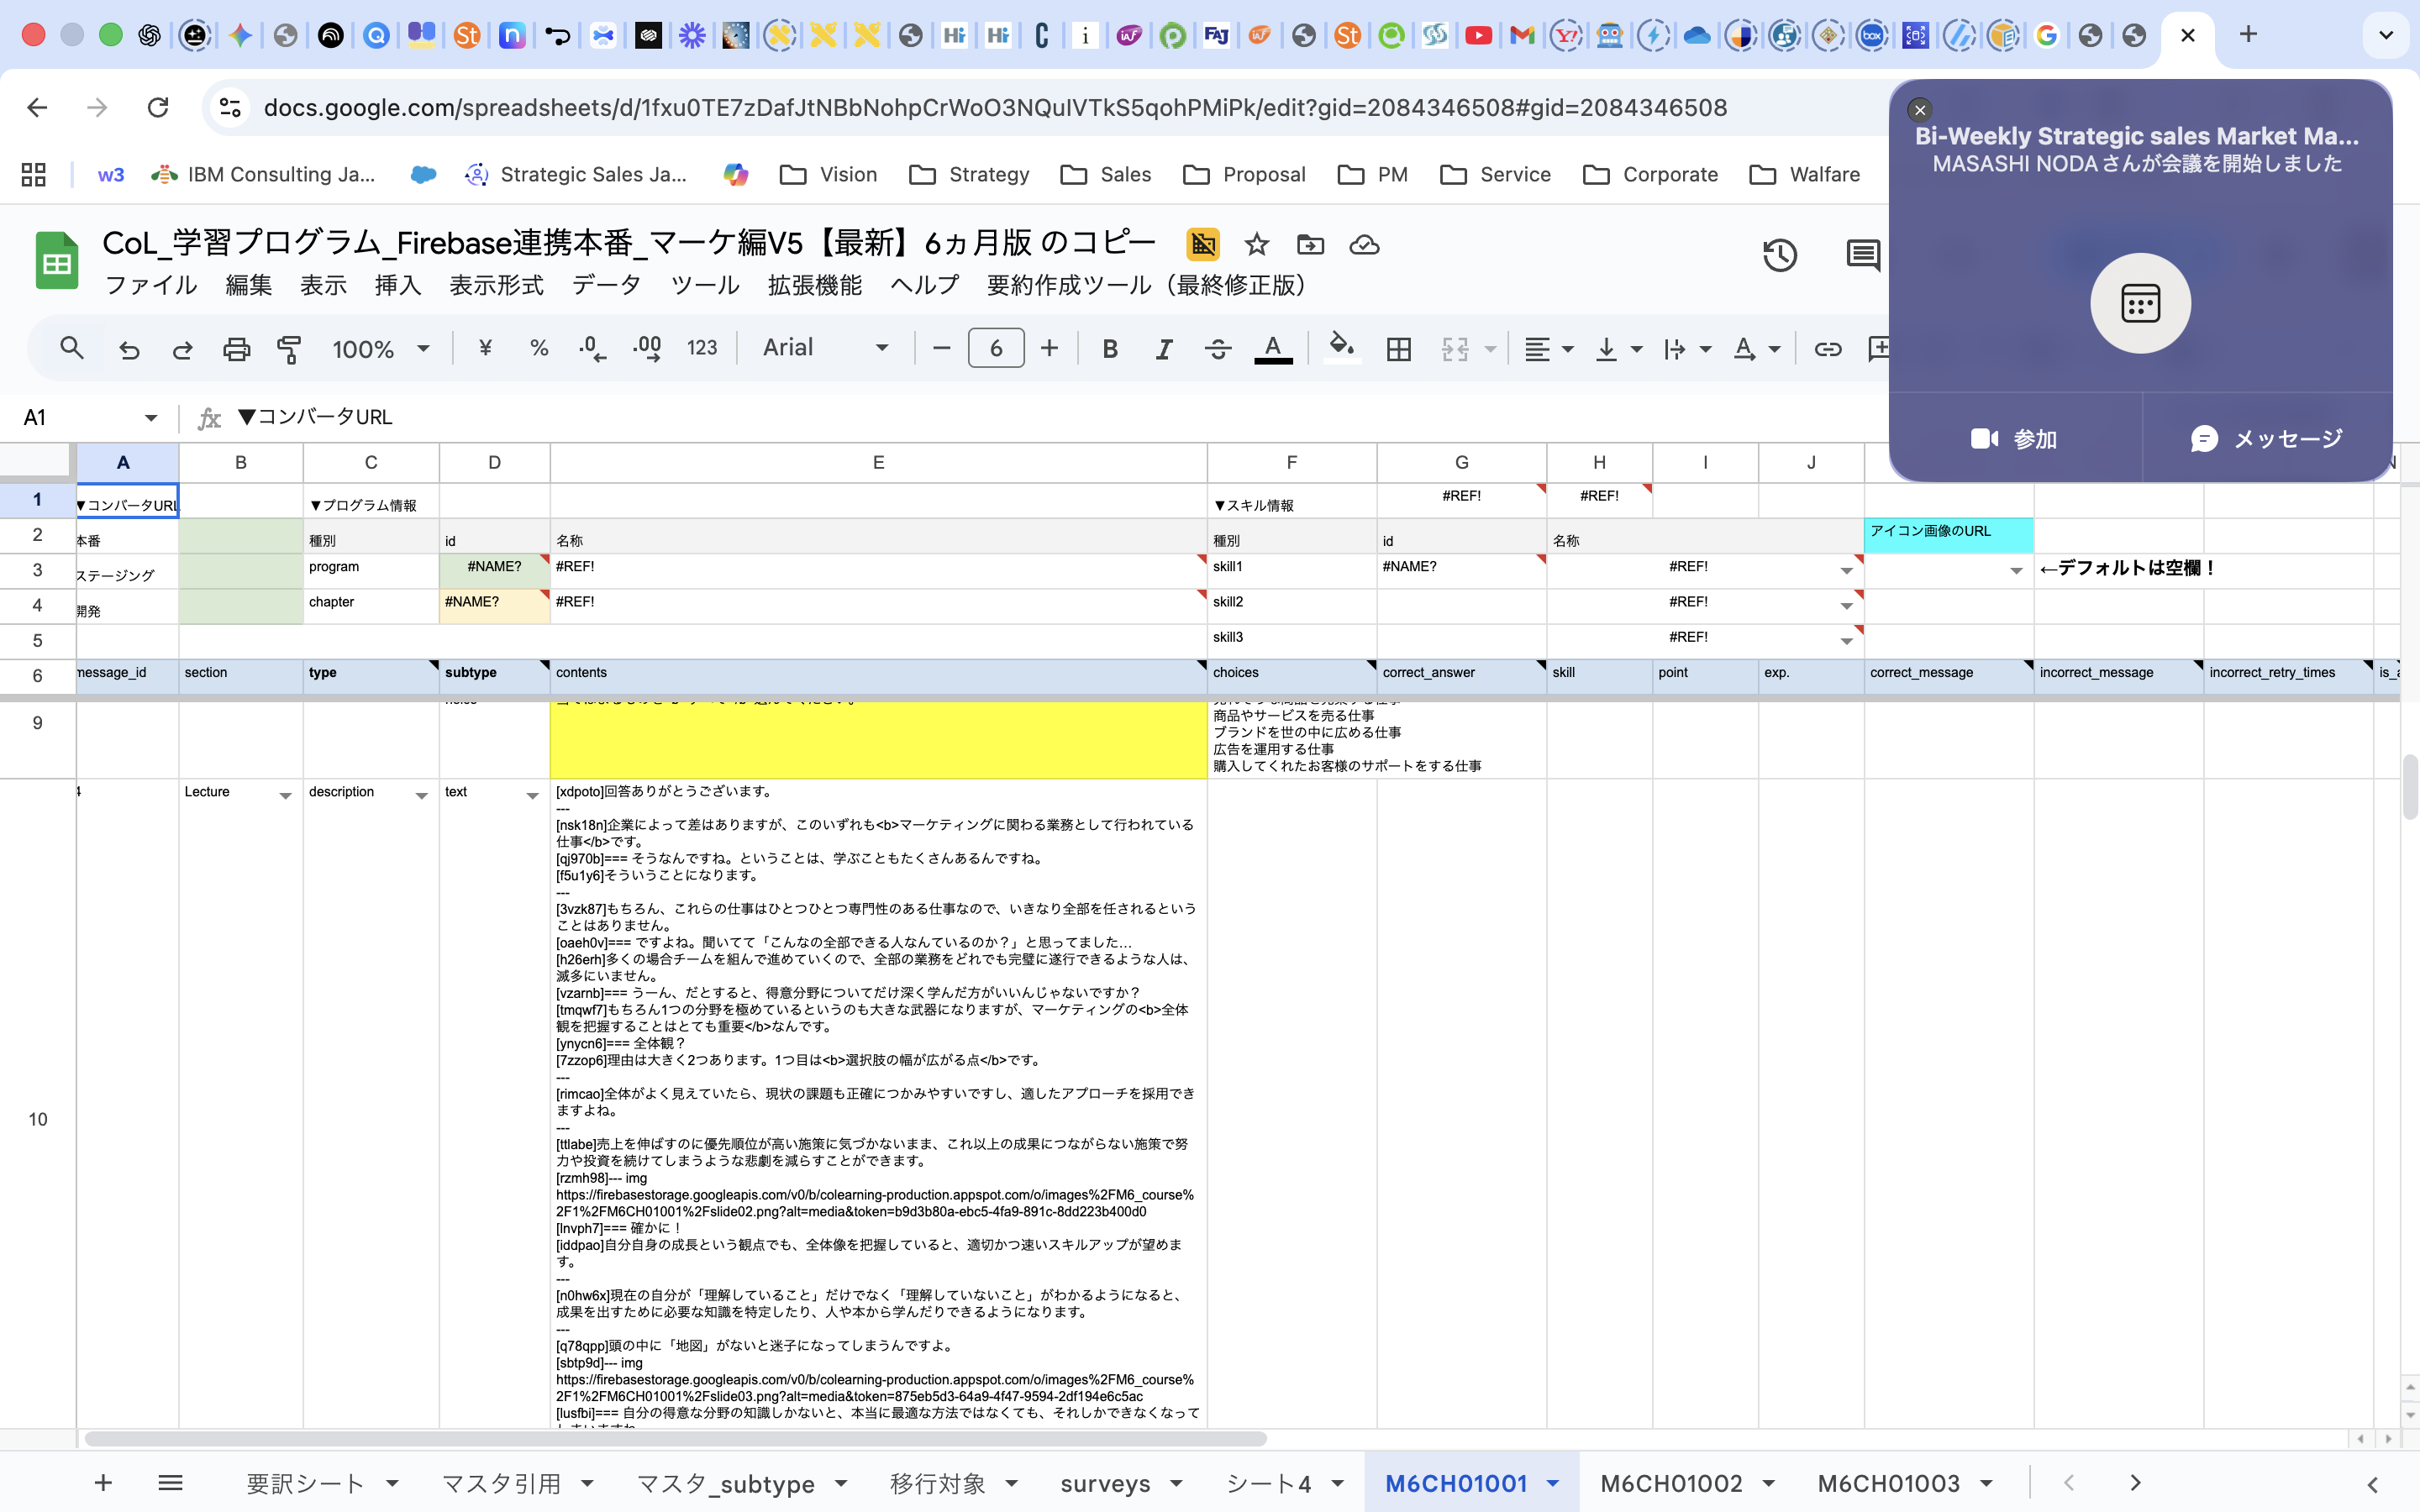 docs.google.com/spreadsheets/d/1fxu0TE7zDafJtNBbNohpCrWoO3NQuIVTkS5qohPMiPk/edit?gid=2084346508#gid=2084346508
w3
IBM Consulting Ja...
Strategic Sales Ja...
Vision
Strategy
Sales
Proposal
PM
Service
Corporate
Welfare
Bi-Weekly Strategic sales Market Ma...
MASASHI NODAさんが会議を開始しました
参加
メッセージ
CoL_学習プログラム_Firebase連携本番_マーケ編V5【最新】6ヵ月版 のコピー
ファイル 編集 表示 挿入 表示形式 データ ツール 拡張機能 ヘルプ 要約作成ツール（最終修正版）
100% ¥ % .0 .00 123 Arial 6 B I S A
A1 fx ▼コンバータURL
A B C D E F G H I J
1 ▼コンバータURL ▼プログラム情報 ▼スキル情報 #REF! #REF!
2 本番 種別 id 名称 種別 id 名称 アイコン画像のURL
3 ステージング program #NAME? #REF! skill1 #NAME? #REF! ←デフォルトは空欄！
4 開発 chapter #NAME? #REF! skill2 #REF!
5 skill3 #REF!
6 message_id section type subtype contents choices correct_answer skill point exp. correct_message incorrect_message incorrect_retry_times
9
商品やサービスを売る仕事
ブランドを世の中に広める仕事
広告を運用する仕事
購入してくれたお客様のサポートをする仕事
10 4 Lecture description text
[xdpoto]回答ありがとうございます。
---
[nsk18n]企業によって差はありますが、このいずれも<b>マーケティングに関わる業務として行われている
仕事</b>です。
[qj970b]=== そうなんですね。ということは、学ぶこともたくさんあるんですね。
[f5u1y6]そういうことになります。
---
[3vzk87]もちろん、これらの仕事はひとつひとつ専門性のある仕事なので、いきなり全部を任されるという
ことはありません。
[oaeh0v]=== ですよね。聞いてて「こんなの全部できる人なんているのか？」と思ってました…
[h26erh]多くの場合チームを組んで進めていくので、全部の業務をどれでも完璧に遂行できるような人は、
滅多にいません。
[vzarnb]=== うーん、だとすると、得意分野についてだけ深く学んだ方がいいんじゃないですか？
[tmqwf7]もちろん1つの分野を極めているというのも大きな武器になりますが、マーケティングの<b>全体
観を把握することはとても重要</b>なんです。
[ynycn6]=== 全体観？
[7zzop6]理由は大きく2つあります。1つ目は<b>選択肢の幅が広がる点</b>です。
---
[rimcao]全体がよく見えていたら、現状の課題も正確につかみやすいですし、適したアプローチを採用でき
ますよね。
---
[ttlabe]売上を伸ばすのに優先順位が高い施策に気づかないまま、これ以上の成果につながらない施策で努
力や投資を続けてしまうような悲劇を減らすことができます。
[rzmh98]--- img
https://firebasestorage.googleapis.com/v0/b/colearning-production.appspot.com/o/images%2FM6_course%
2F1%2FM6CH01001%2Fslide02.png?alt=media&token=b9d3b80a-ebc5-4fa9-891c-8dd223b400d0
[lnvph7]=== 確かに！
[iddpao]自分自身の成長という観点でも、全体像を把握していると、適切かつ速いスキルアップが望めま
す。
---
[n0hw6x]現在の自分が「理解していること」だけでなく「理解していないこと」がわかるようになると、
成果を出すために必要な知識を特定したり、人や本から学んだりできるようになります。
---
[q78qpp]頭の中に「地図」がないと迷子になってしまうんですよ。
[sbtp9d]--- img
https://firebasestorage.googleapis.com/v0/b/colearning-production.appspot.com/o/images%2FM6_course%
2F1%2FM6CH01001%2Fslide03.png?alt=media&token=875eb5d3-64a9-4f47-9594-2df194e6c5ac
[lusfbi]=== 自分の得意な分野の知識しかないと、本当に最適な方法ではなくても、それしかできなくなって
要訳シート
マスタ引用
マスタ_subtype
移行対象
surveys
シート4
M6CH01001
M6CH01002
M6CH01003